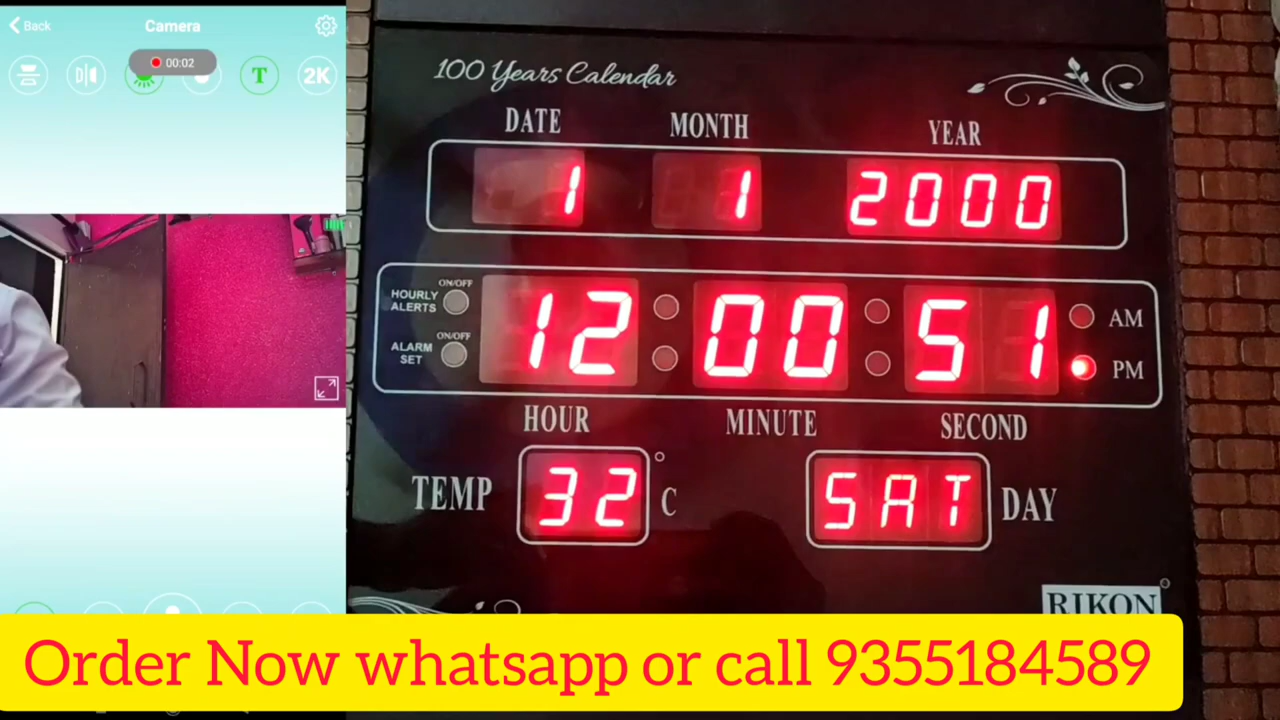 Back
Camera
00:02
T
2K
100 Years Calendar
DATE MONTH YEAR
1 1 2000
HOURLY ALERTS ON/OFF
ALARM SET ON/OFF
12 00 51 AM
PM
HOUR MINUTE SECOND
TEMP 32 °C SAT DAY
RIKON
Order Now whatsapp or call 9355184589